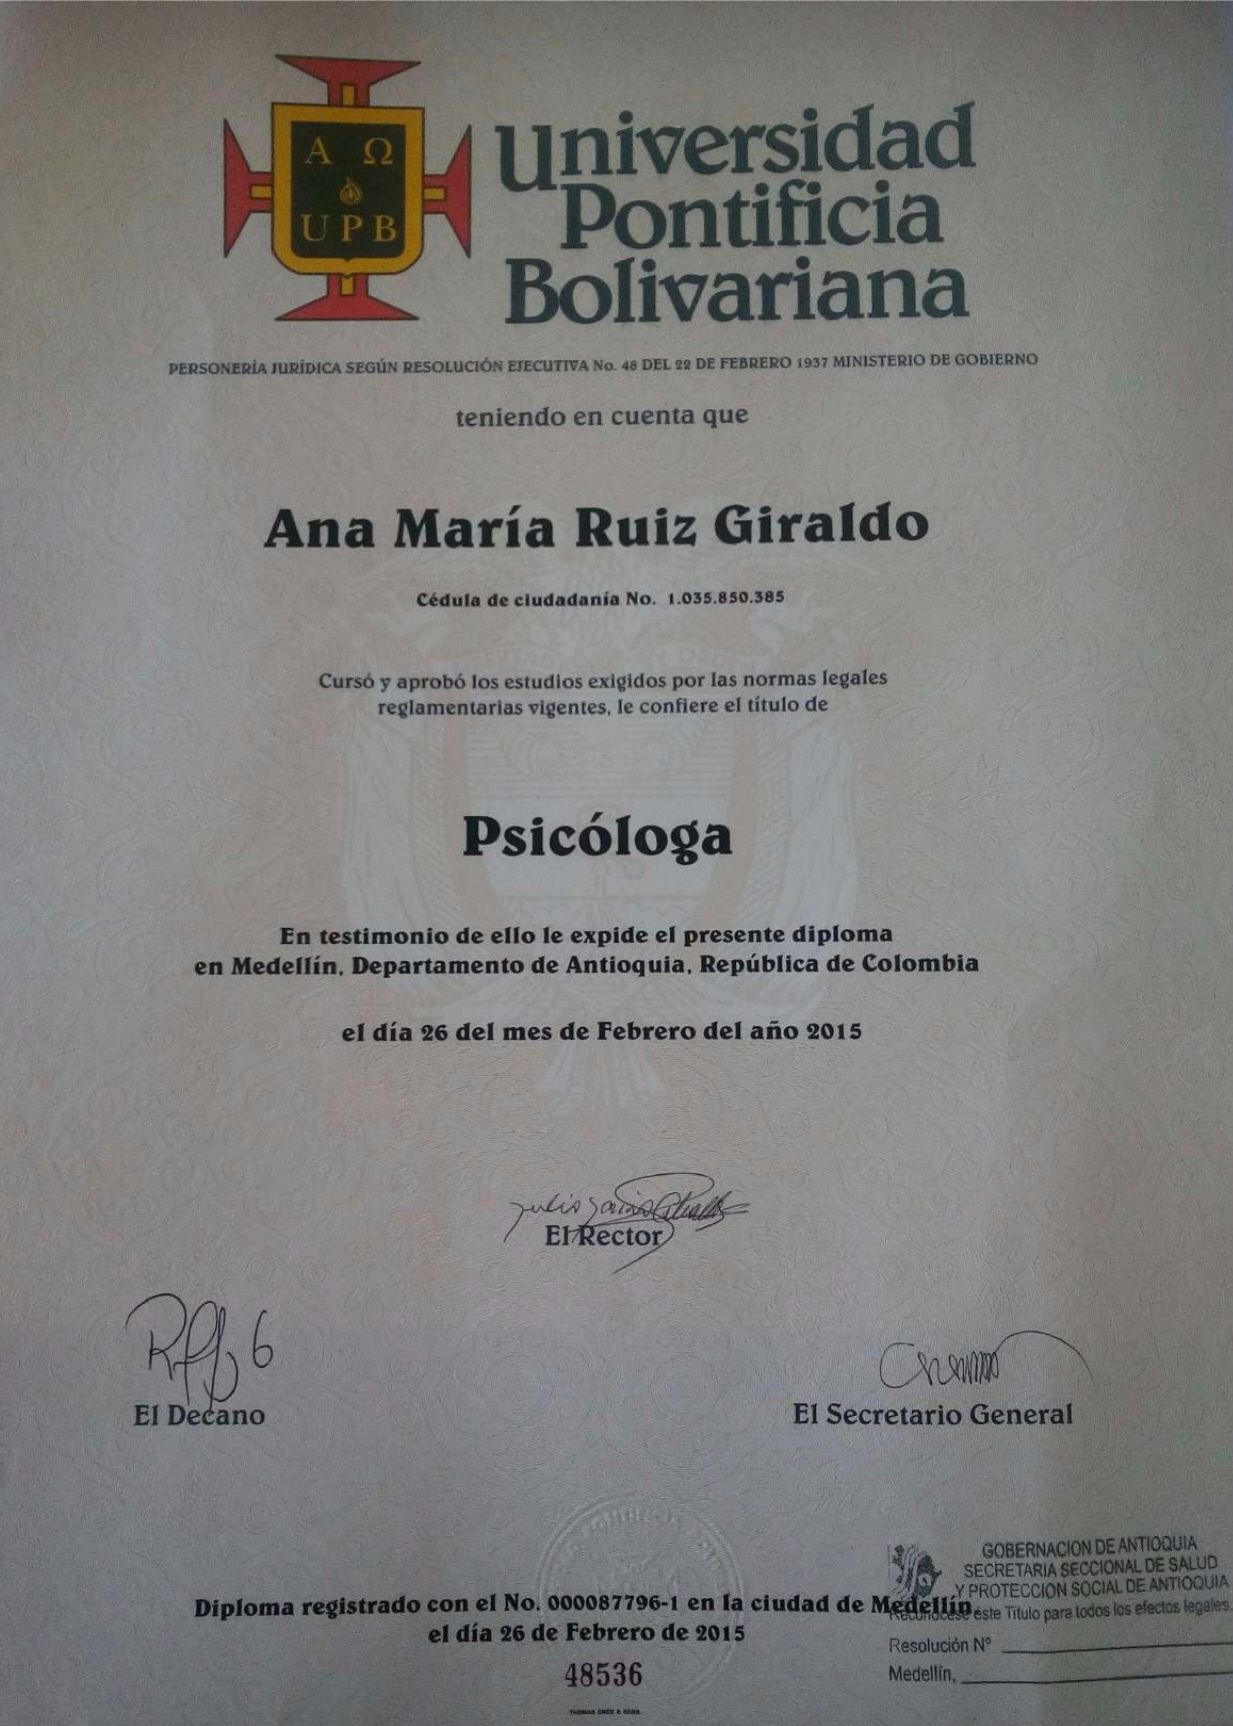 Α Ω
UPB
Universidad
Pontificia
Bolivariana
PERSONERÍA JURÍDICA SEGÚN RESOLUCIÓN EJECUTIVA No. 48 DEL 22 DE FEBRERO 1937 MINISTERIO DE GOBIERNO
teniendo en cuenta que
Ana María Ruiz Giraldo
Cédula de ciudadanía No. 1.035.850.385
Cursó y aprobó los estudios exigidos por las normas legales
reglamentarias vigentes, le confiere el título de
Psicóloga
En testimonio de ello le expide el presente diploma
en Medellín, Departamento de Antioquia, República de Colombia
el día 26 del mes de Febrero del año 2015
El Rector
El Decano
El Secretario General
GOBERNACION DE ANTIOQUIA
SECRETARIA SECCIONAL DE SALUD
Y PROTECCION SOCIAL DE ANTIOQUIA
Reconócese éste Titulo para todos los efectos legales.
Resolución Nº
Medellín,
Diploma registrado con el No. 000087796-1 en la ciudad de Medellín,
el día 26 de Febrero de 2015
48536